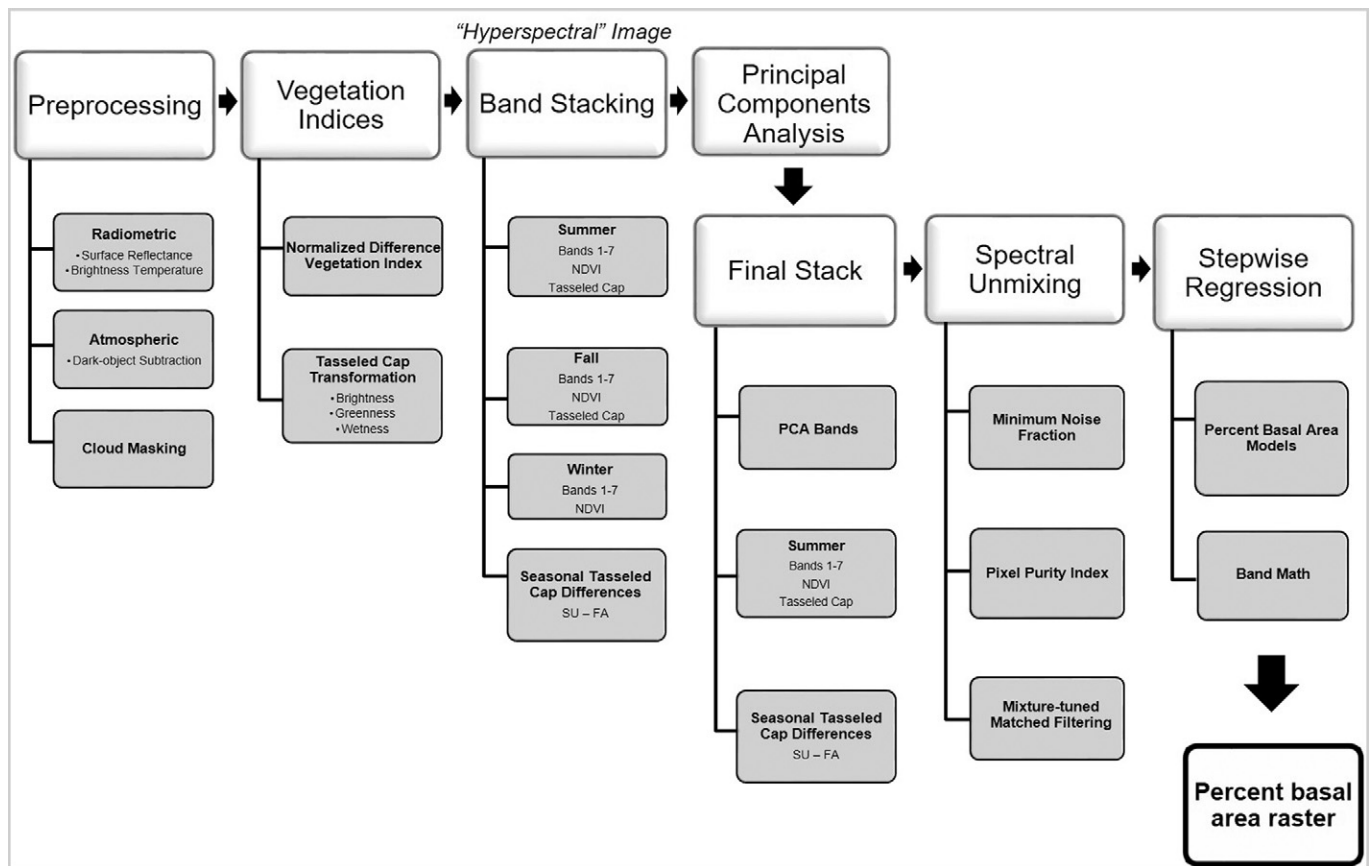 “Hyperspectral” Image
Preprocessing
Vegetation
Indices
Band Stacking
Principal
Components
Analysis
Radiometric
•Surface Reflectance
•Brightness Temperature
Atmospheric
•Dark-object Subtraction
Cloud Masking
Normalized Difference
Vegetation Index
Tasseled Cap
Transformation
•Brightness
•Greenness
•Wetness
Summer
Bands 1-7
NDVI
Tasseled Cap
Fall
Bands 1-7
NDVI
Tasseled Cap
Winter
Bands 1-7
NDVI
Seasonal Tasseled
Cap Differences
SU – FA
Final Stack
Spectral
Unmixing
Stepwise
Regression
PCA Bands
Summer
Bands 1-7
NDVI
Tasseled Cap
Seasonal Tasseled
Cap Differences
SU – FA
Minimum Noise
Fraction
Pixel Purity Index
Mixture-tuned
Matched Filtering
Percent Basal Area
Models
Band Math
Percent basal
area raster